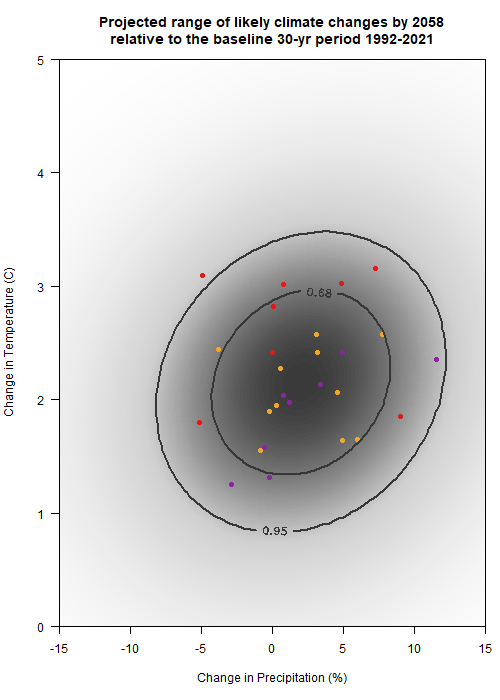 Projected range of likely climate changes by 2058
relative to the baseline 30-yr period 1992-2021
5
4
3
2
1
0
Change in Temperature (C)
0.68
0.95
-15 -10 -5 0 5 10 15
Change in Precipitation (%)